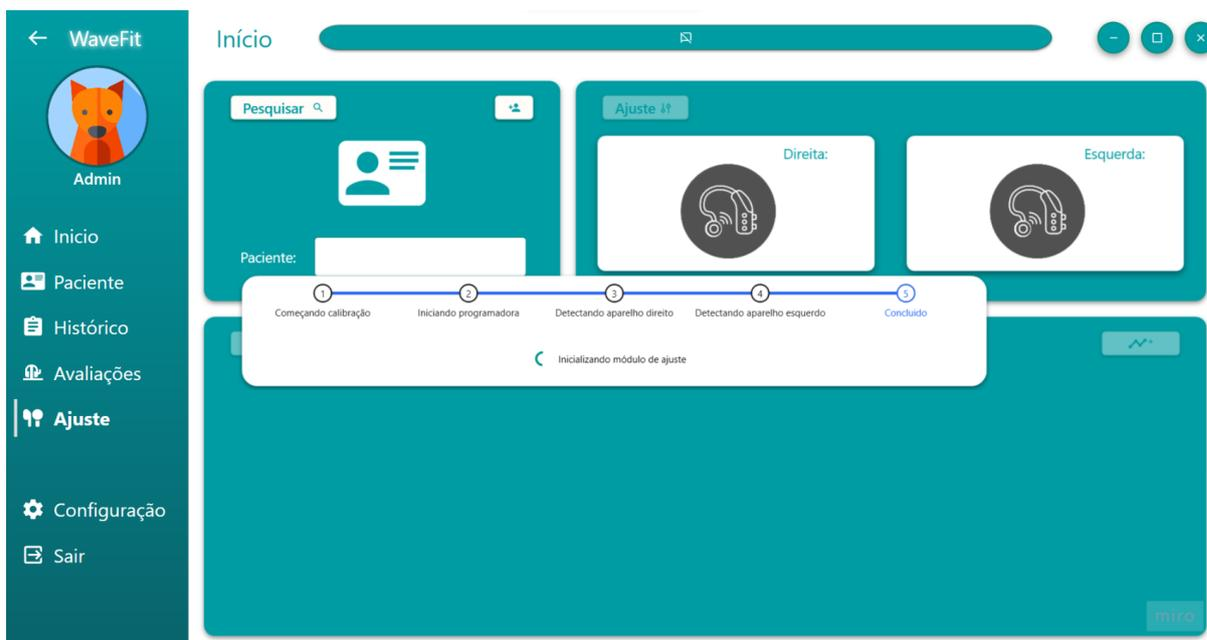 WaveFit
Admin
Inicio
Paciente
Histórico
Avaliações
Ajuste
Configuração
Sair
Início
Pesquisar
Paciente:
Ajuste
Direita:
Esquerda:
1 2 3 4 5
Começando calibração Iniciando programadora Detectando aparelho direito Detectando aparelho esquerdo Concluido
Inicializando módulo de ajuste
miro